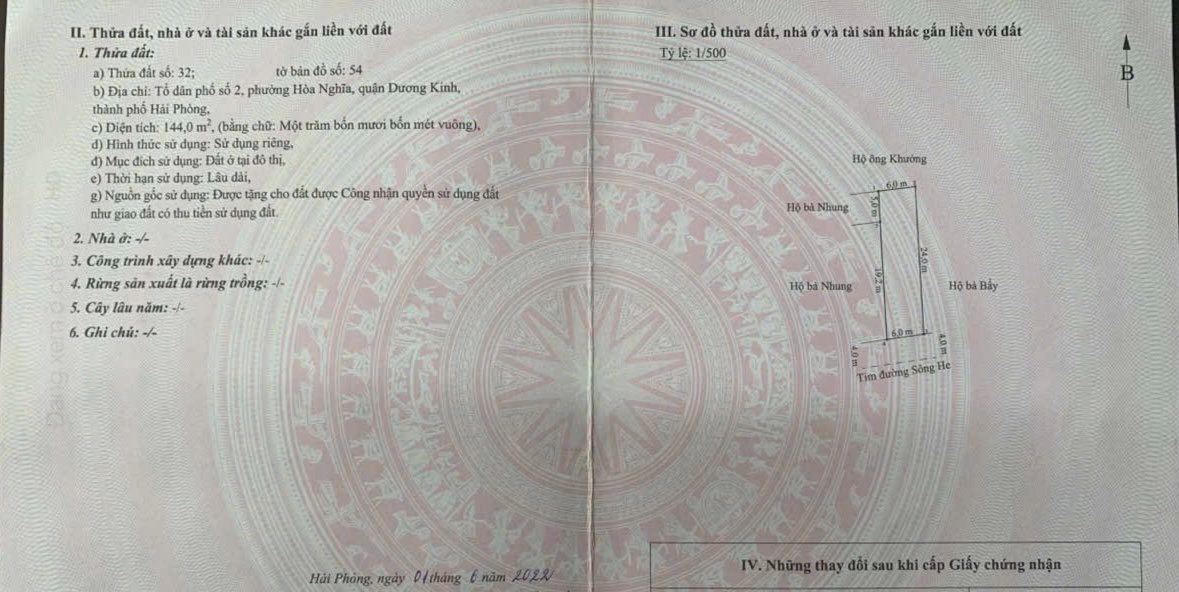 II. Thửa đất, nhà ở và tài sản khác gắn liền với đất
1. Thửa đất:
a) Thửa đất số: 32; tờ bản đồ số: 54
b) Địa chỉ: Tổ dân phố số 2, phường Hòa Nghĩa, quận Dương Kinh,
thành phố Hải Phòng,
c) Diện tích: 144,0 m², (bằng chữ: Một trăm bốn mươi bốn mét vuông),
d) Hình thức sử dụng: Sử dụng riêng,
đ) Mục đích sử dụng: Đất ở tại đô thị,
e) Thời hạn sử dụng: Lâu dài,
g) Nguồn gốc sử dụng: Được tặng cho đất được Công nhận quyền sử dụng đất
như giao đất có thu tiền sử dụng đất.
2. Nhà ở: -/-
3. Công trình xây dựng khác: -/-
4. Rừng sản xuất là rừng trồng: -/-
5. Cây lâu năm: -/-
6. Ghi chú: -/-
Hải Phòng, ngày 01 tháng 6 năm 2022
III. Sơ đồ thửa đất, nhà ở và tài sản khác gắn liền với đất
Tỷ lệ: 1/500
B
Hộ ông Khướng
6,0 m
Hộ bà Nhung
5,0 m
24,0 m
Hộ bà Nhung
19,2 m
Hộ bà Bẩy
6,0 m
4,0 m
4,0 m
Tim đường Sông He
IV. Những thay đổi sau khi cấp Giấy chứng nhận